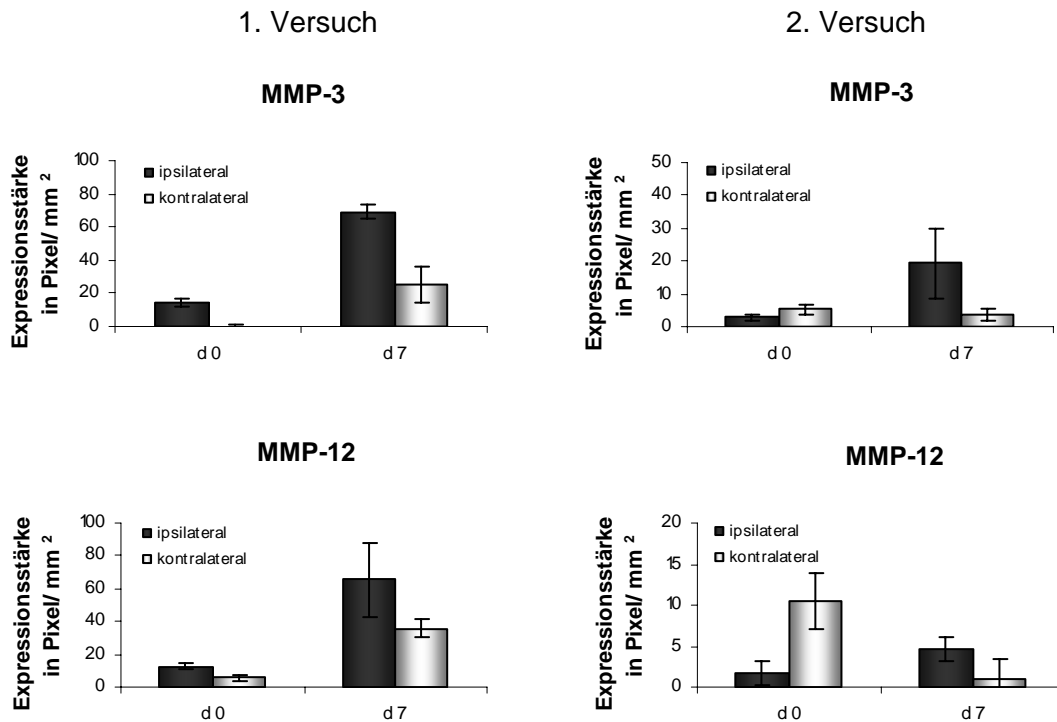 1. Versuch
2. Versuch
MMP-3
Expressionsstärke
in Pixel/ mm ²
100
80
60
40
20
0
ipsilateral
kontralateral
d 0
d 7
MMP-3
Expressionsstärke
in Pixel/ mm ²
50
40
30
20
10
0
ipsilateral
kontralateral
d 0
d 7
MMP-12
Expressionsstärke
in Pixel/ mm ²
100
80
60
40
20
0
ipsilateral
kontralateral
d 0
d 7
MMP-12
Expressionsstärke
in Pixel/ mm ²
20
15
10
5
0
ipsilateral
kontralateral
d 0
d 7